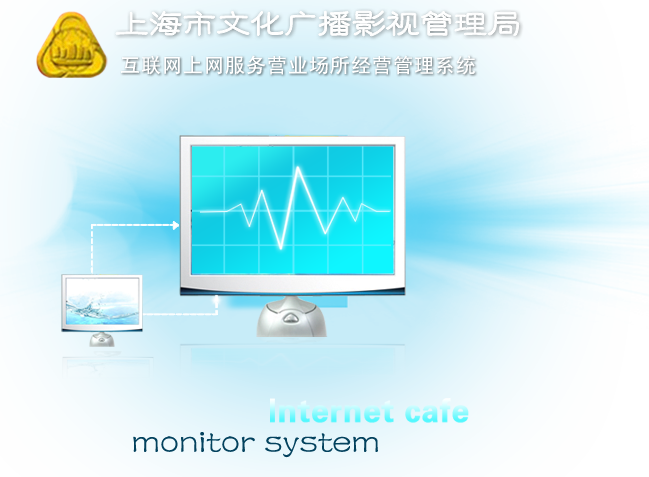 上海市文化广播影视管理局
互联网上网服务营业场所经营管理系统
Internet cafe
monitor system